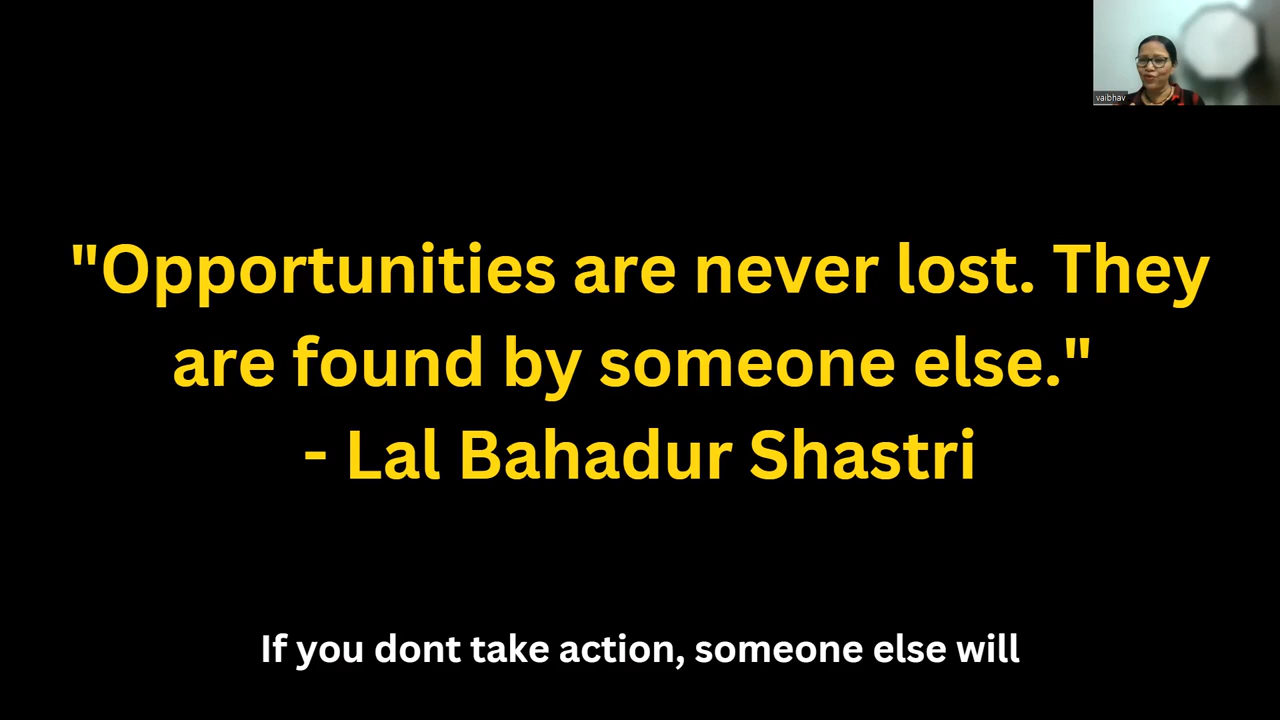 vaibhav
"Opportunities are never lost. They
are found by someone else."
- Lal Bahadur Shastri
If you dont take action, someone else will